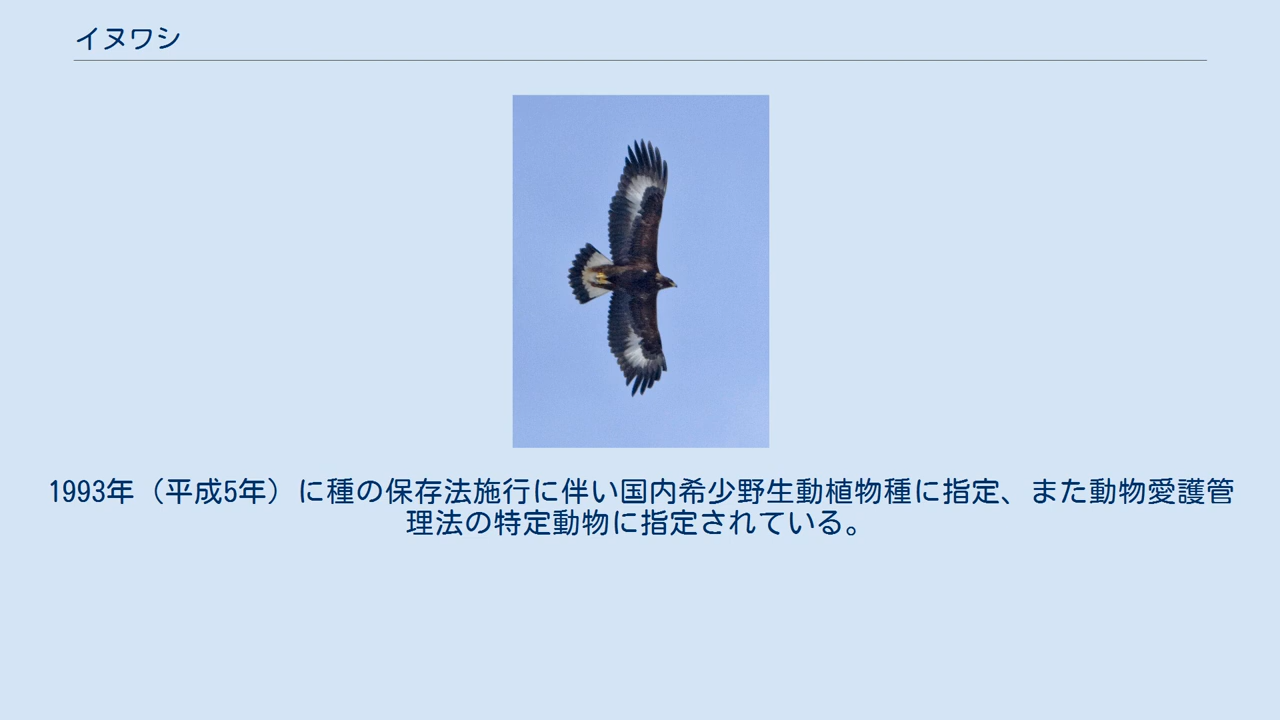 イヌワシ
1993年（平成5年）に種の保存法施行に伴い国内希少野生動植物種に指定、また動物愛護管
理法の特定動物に指定されている。